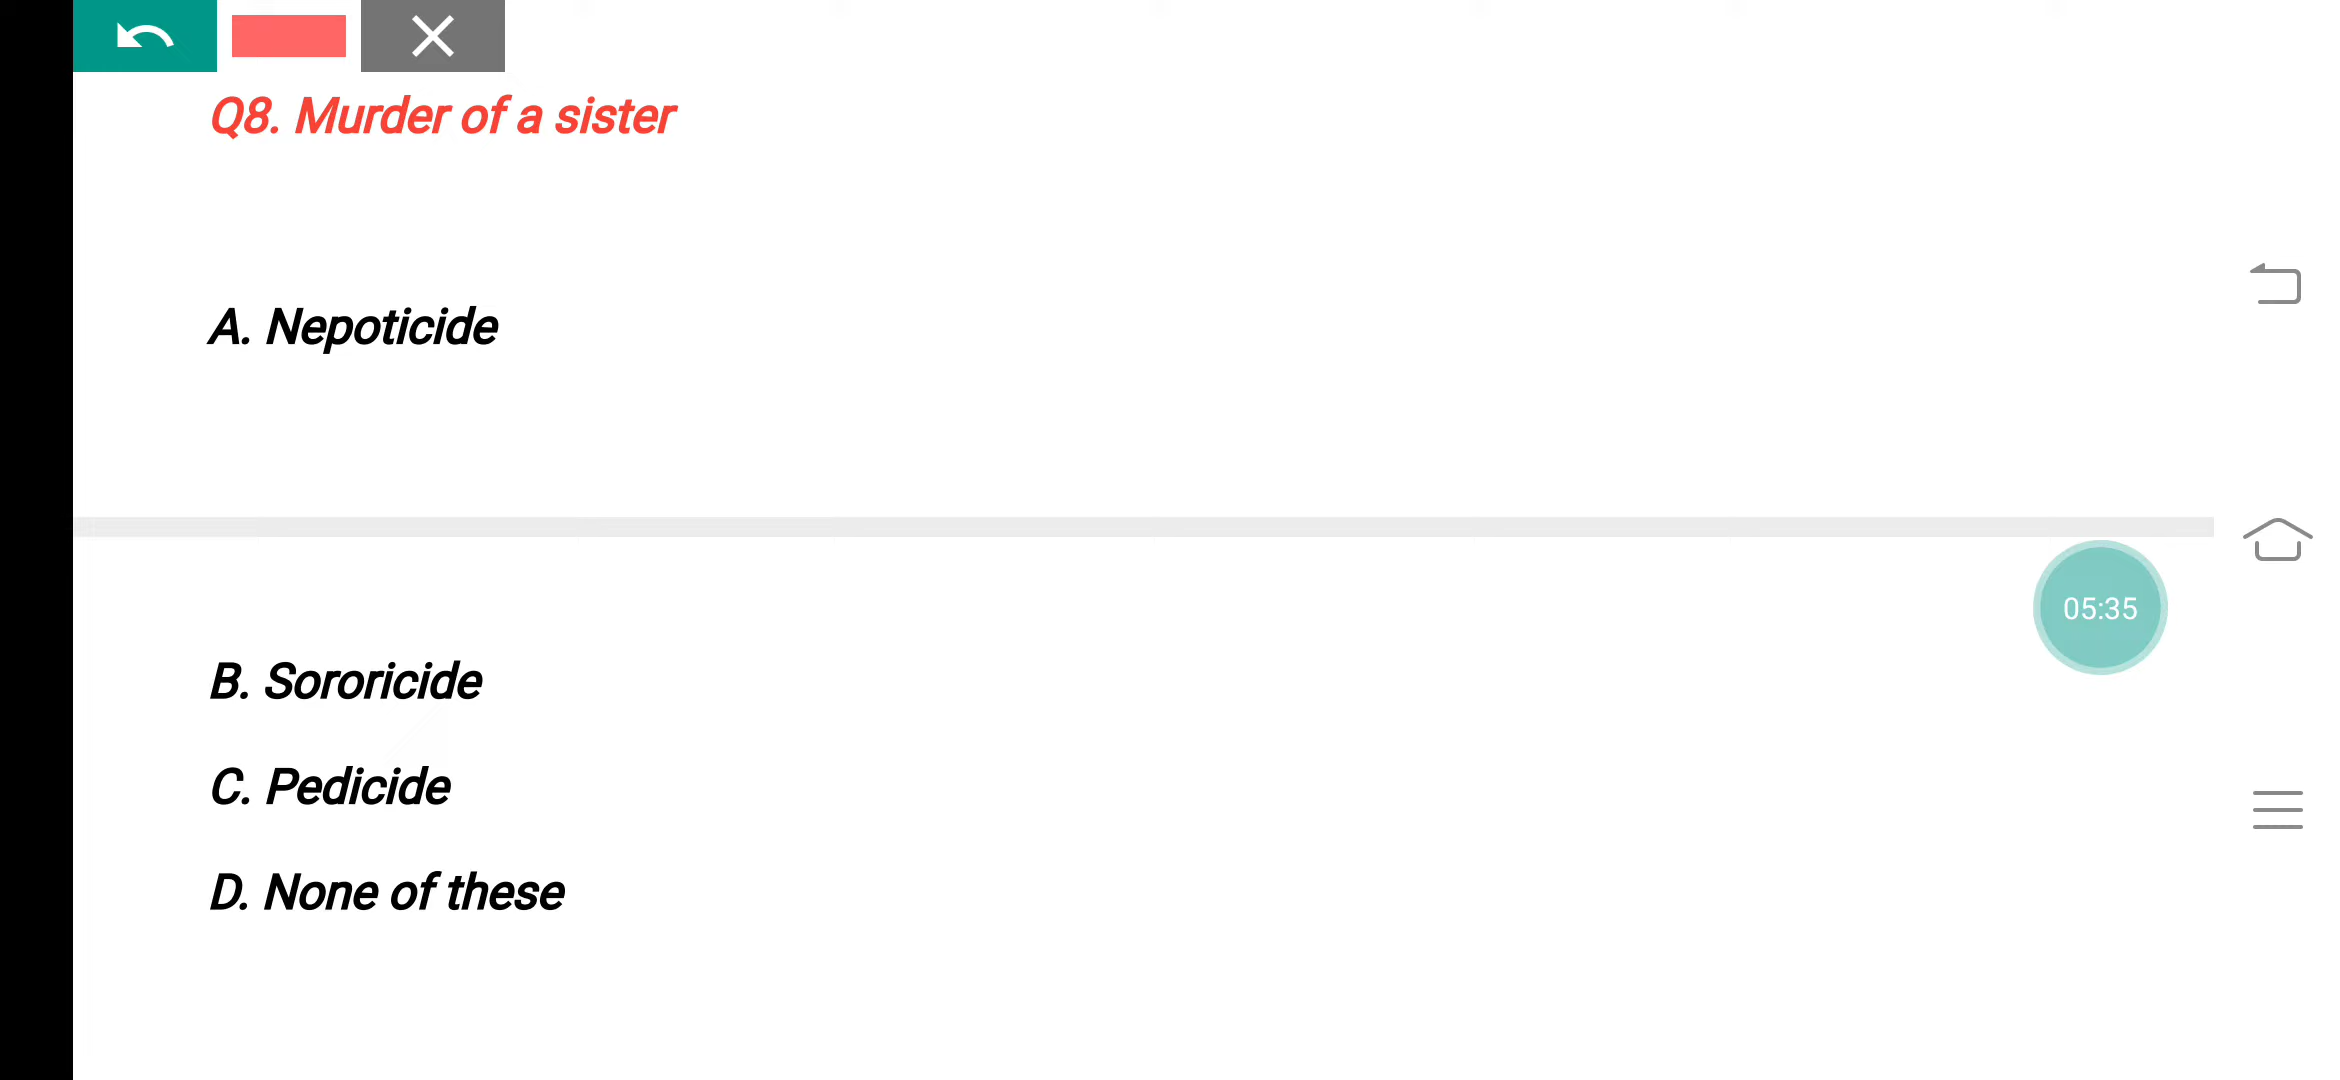 Q8. Murder of a sister
A. Nepoticide
B. Sororicide
05:35
C. Pedicide
D. None of these